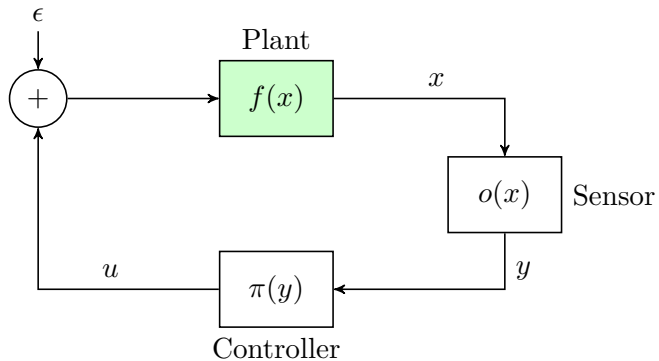 ϵ
Plant
+
f(x)
x
o(x)
Sensor
y
u
π(y)
Controller